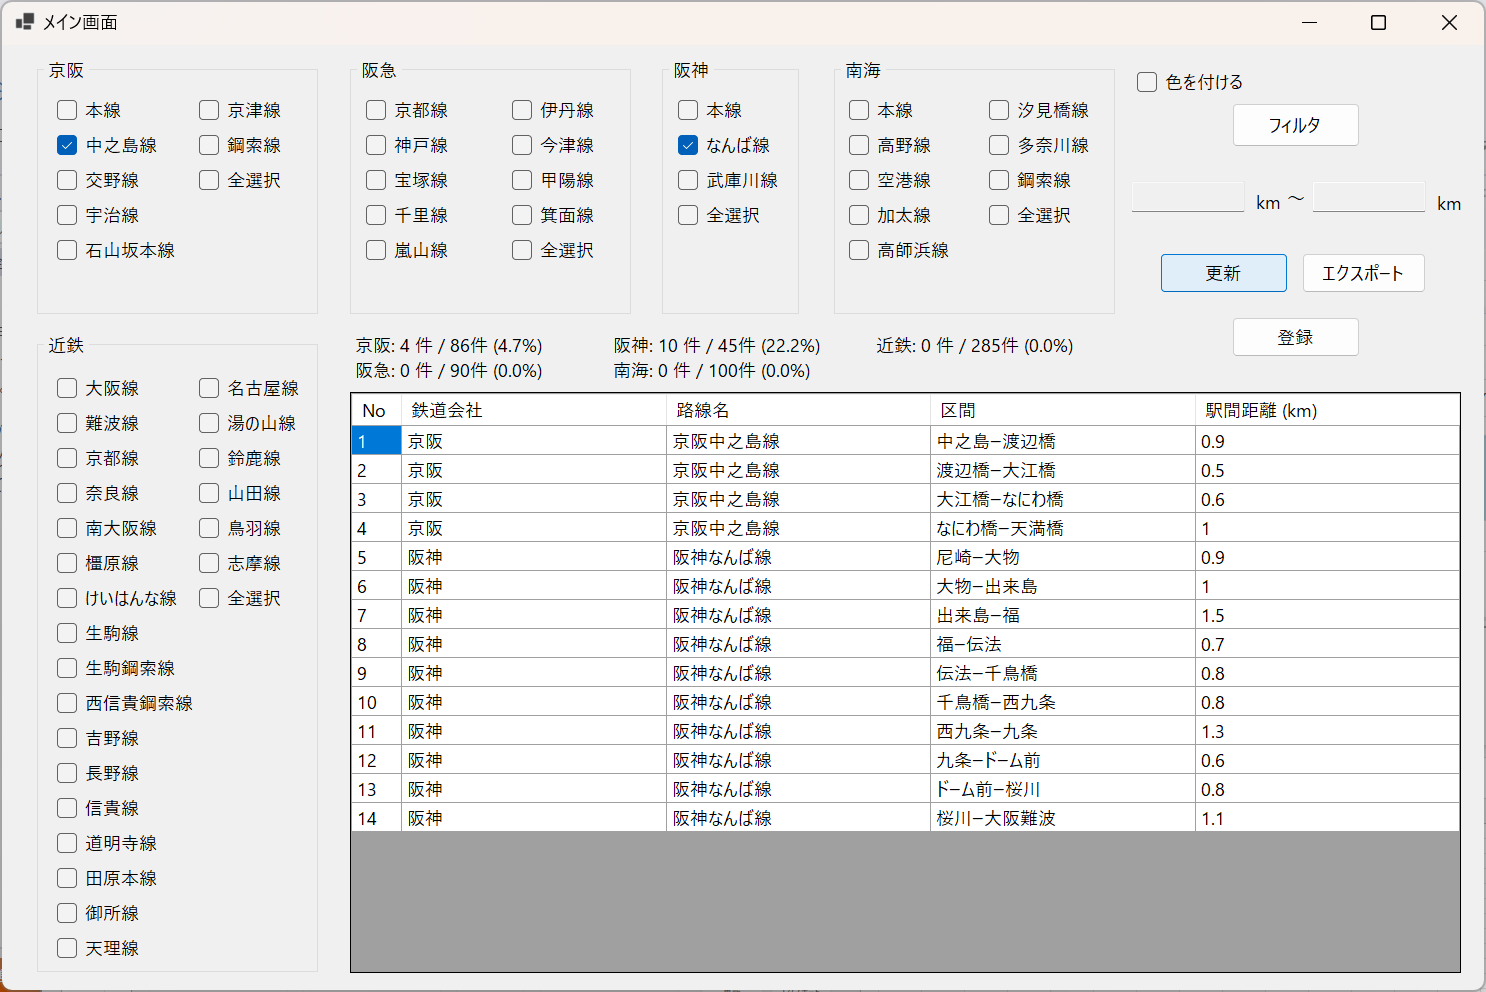 メイン画面
京阪
本線
京津線
中之島線
鋼索線
交野線
全選択
宇治線
石山坂本線
阪急
京都線
伊丹線
神戸線
今津線
宝塚線
甲陽線
千里線
箕面線
嵐山線
全選択
阪神
本線
なんば線
武庫川線
全選択
南海
本線
汐見橋線
高野線
多奈川線
空港線
鋼索線
加太線
全選択
高師浜線
色を付ける
フィルタ
km ～ km
更新
エクスポート
登録
近鉄
大阪線
名古屋線
難波線
湯の山線
京都線
鈴鹿線
奈良線
山田線
南大阪線
鳥羽線
橿原線
志摩線
けいはんな線
全選択
生駒線
生駒鋼索線
西信貴鋼索線
吉野線
長野線
信貴線
道明寺線
田原本線
御所線
天理線
京阪: 4 件 / 86件 (4.7%) 阪神: 10 件 / 45件 (22.2%) 近鉄: 0 件 / 285件 (0.0%)
阪急: 0 件 / 90件 (0.0%) 南海: 0 件 / 100件 (0.0%)
No 鉄道会社 路線名 区間 駅間距離 (km)
1 京阪 京阪中之島線 中之島−渡辺橋 0.9
2 京阪 京阪中之島線 渡辺橋−大江橋 0.5
3 京阪 京阪中之島線 大江橋−なにわ橋 0.6
4 京阪 京阪中之島線 なにわ橋−天満橋 1
5 阪神 阪神なんば線 尼崎−大物 0.9
6 阪神 阪神なんば線 大物−出来島 1
7 阪神 阪神なんば線 出来島−福 1.5
8 阪神 阪神なんば線 福−伝法 0.7
9 阪神 阪神なんば線 伝法−千鳥橋 0.8
10 阪神 阪神なんば線 千鳥橋−西九条 0.8
11 阪神 阪神なんば線 西九条−九条 1.3
12 阪神 阪神なんば線 九条−ドーム前 0.6
13 阪神 阪神なんば線 ドーム前−桜川 0.8
14 阪神 阪神なんば線 桜川−大阪難波 1.1